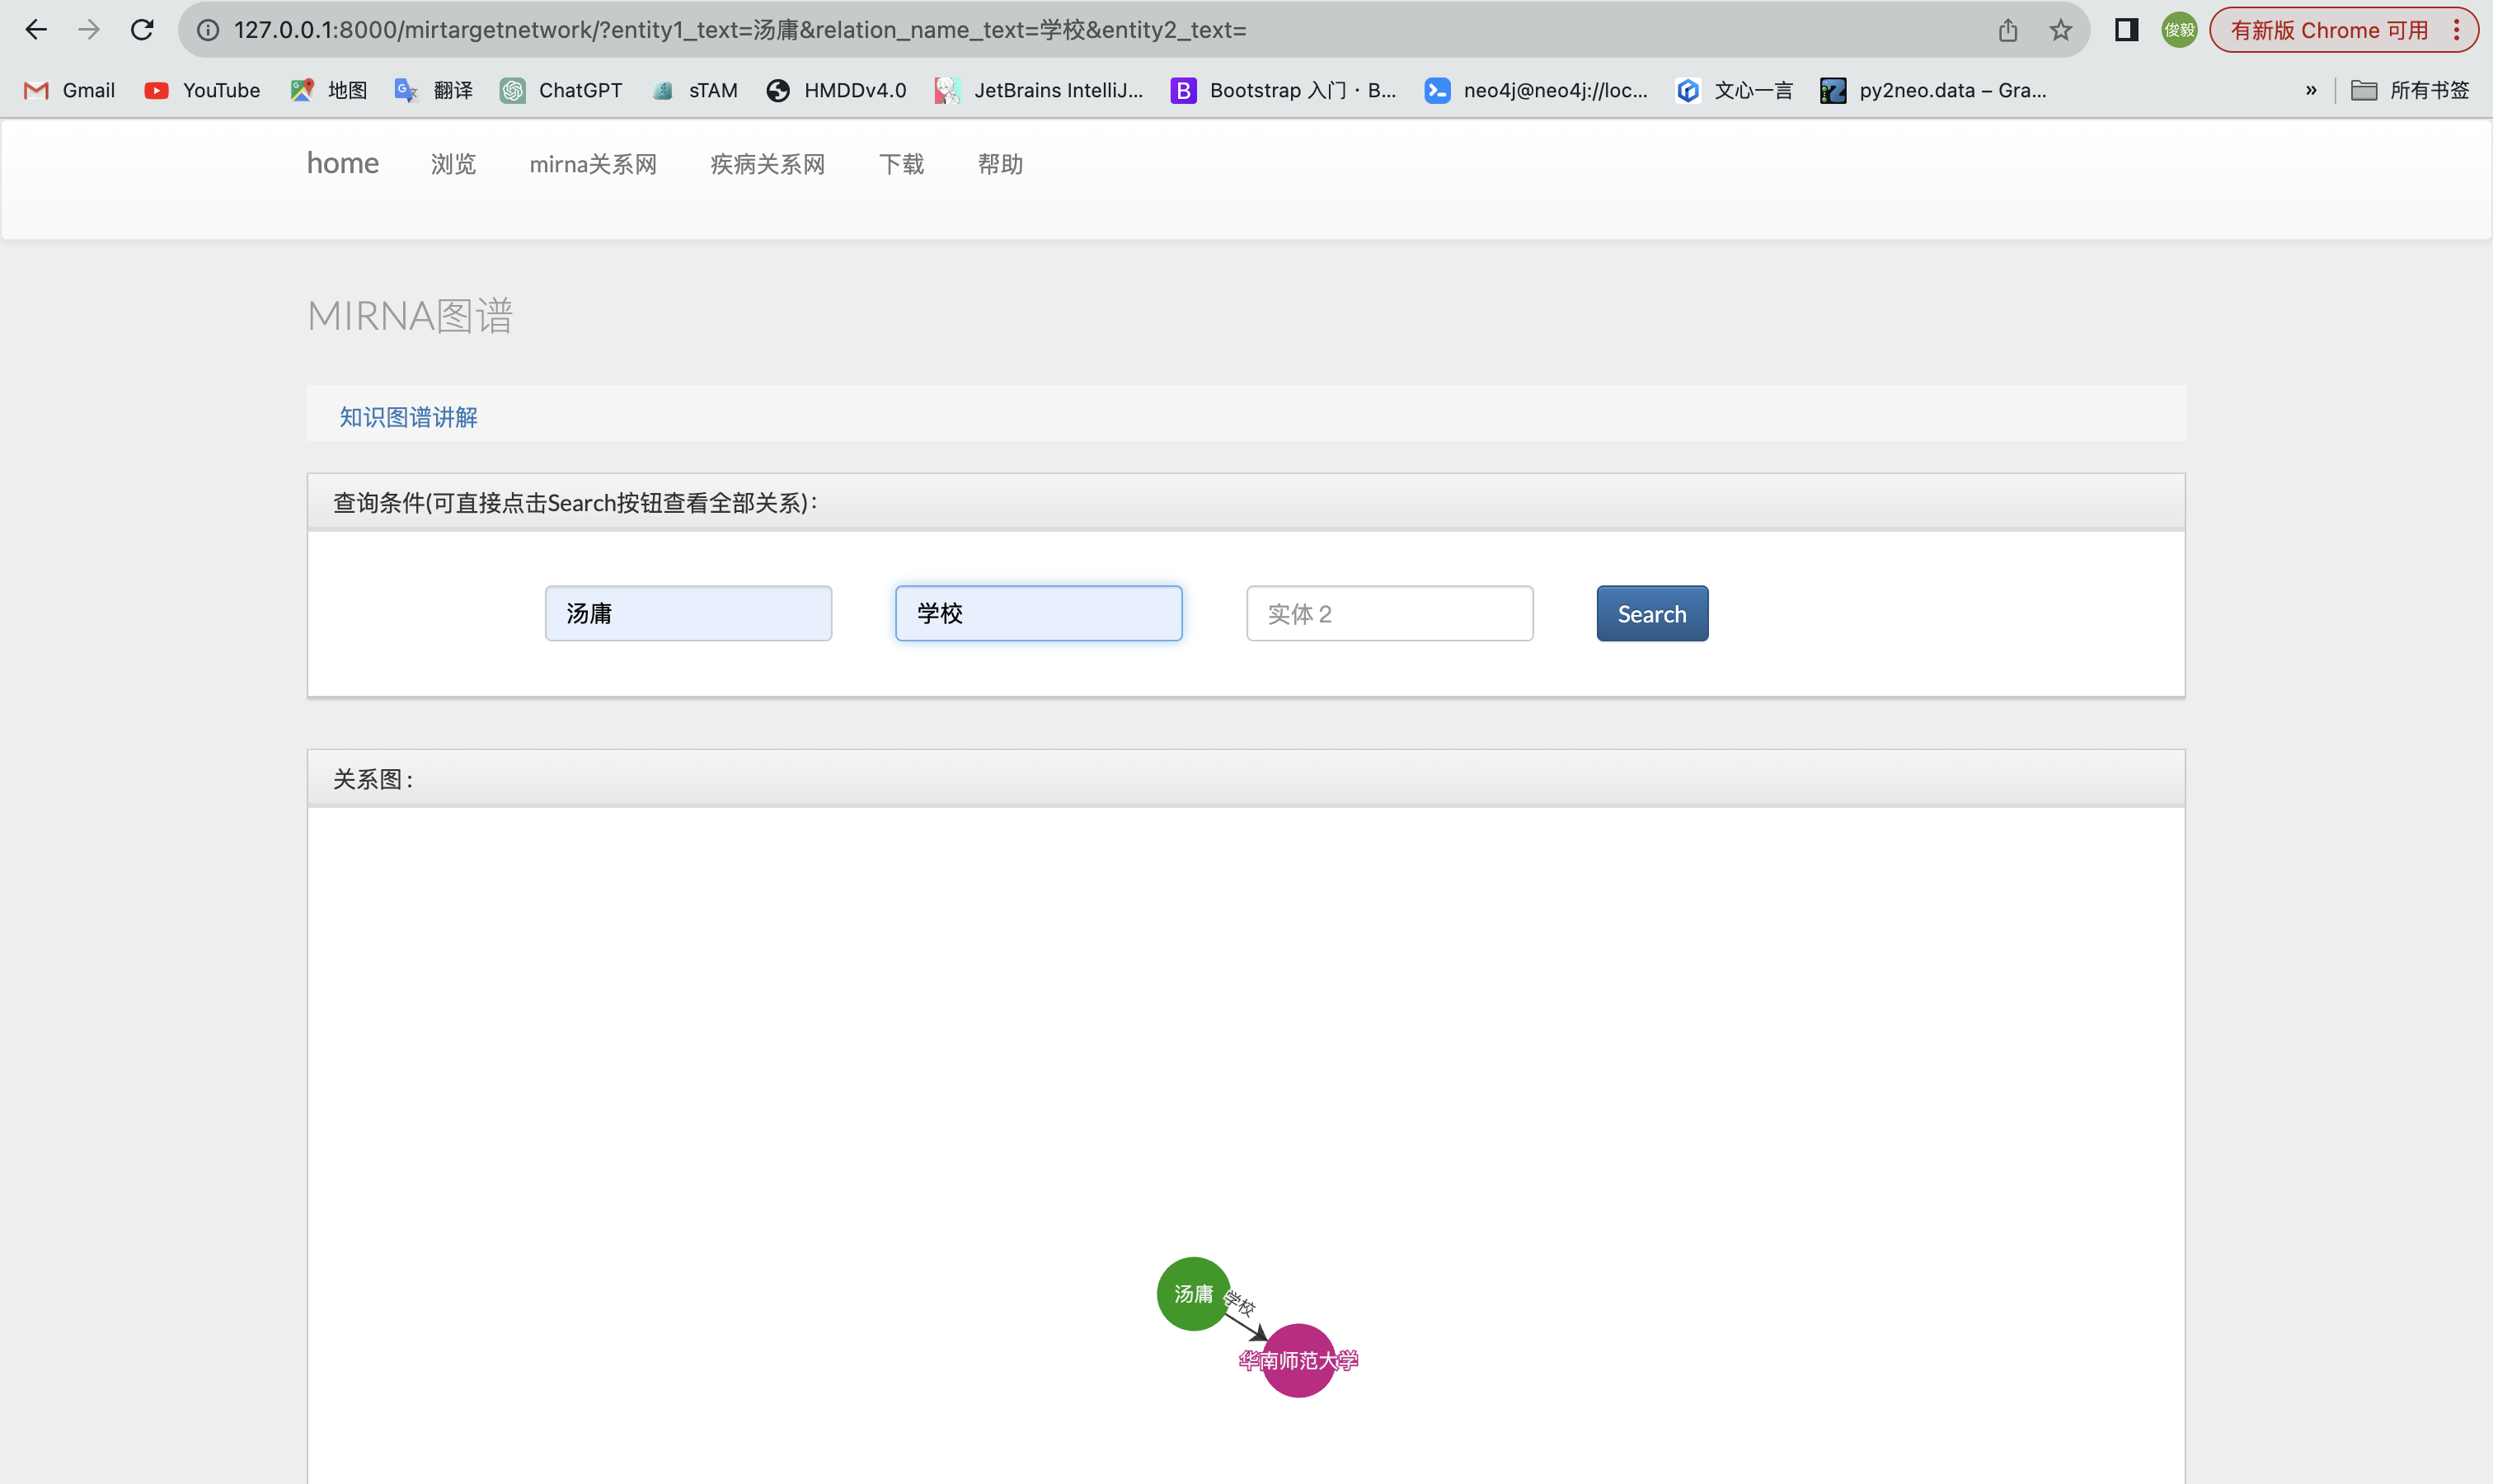 127.0.0.1:8000/mirtargetnetwork/?entity1_text=汤庸&relation_name_text=学校&entity2_text=
俊毅
有新版 Chrome 可用
Gmail
YouTube
地图
翻译
ChatGPT
sTAM
HMDDv4.0
JetBrains IntelliJ...
Bootstrap 入门 · B...
neo4j@neo4j://loc...
文心一言
py2neo.data – Gra...
»
所有书签
home
浏览
mirna关系网
疾病关系网
下载
帮助
MIRNA图谱
知识图谱讲解
查询条件(可直接点击Search按钮查看全部关系)：
汤庸
学校
实体 2
Search
关系图：
汤庸
学校
华南师范大学